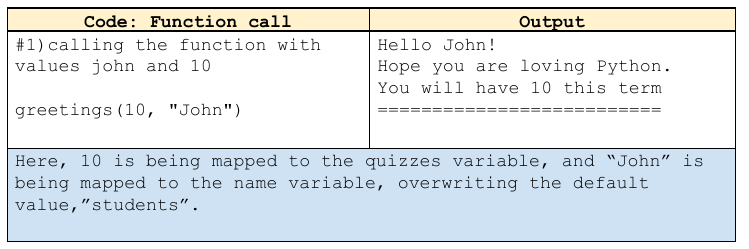 Code: Function call
Output
#1)calling the function with
values john and 10
greetings(10, "John")
Hello John!
Hope you are loving Python.
You will have 10 this term
==========================
Here, 10 is being mapped to the quizzes variable, and “John” is
being mapped to the name variable, overwriting the default
value,”students”.